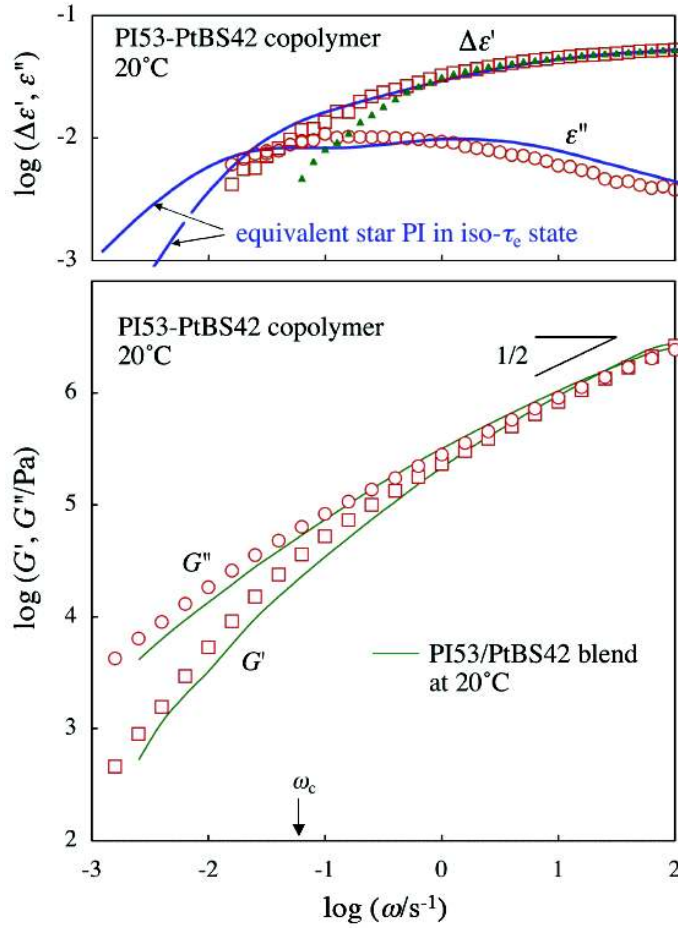 -1
PI53-PtBS42 copolymer
20˚C
Δε'
log (Δε', ε")
-2
ε"
equivalent star PI in iso-τe state
-3
PI53-PtBS42 copolymer
20˚C
1/2
6
log (G', G"/Pa)
5
G"
4
G'
PI53/PtBS42 blend
at 20˚C
3
ωc
2
-3 -2 -1 0 1 2
log (ω/s-1)